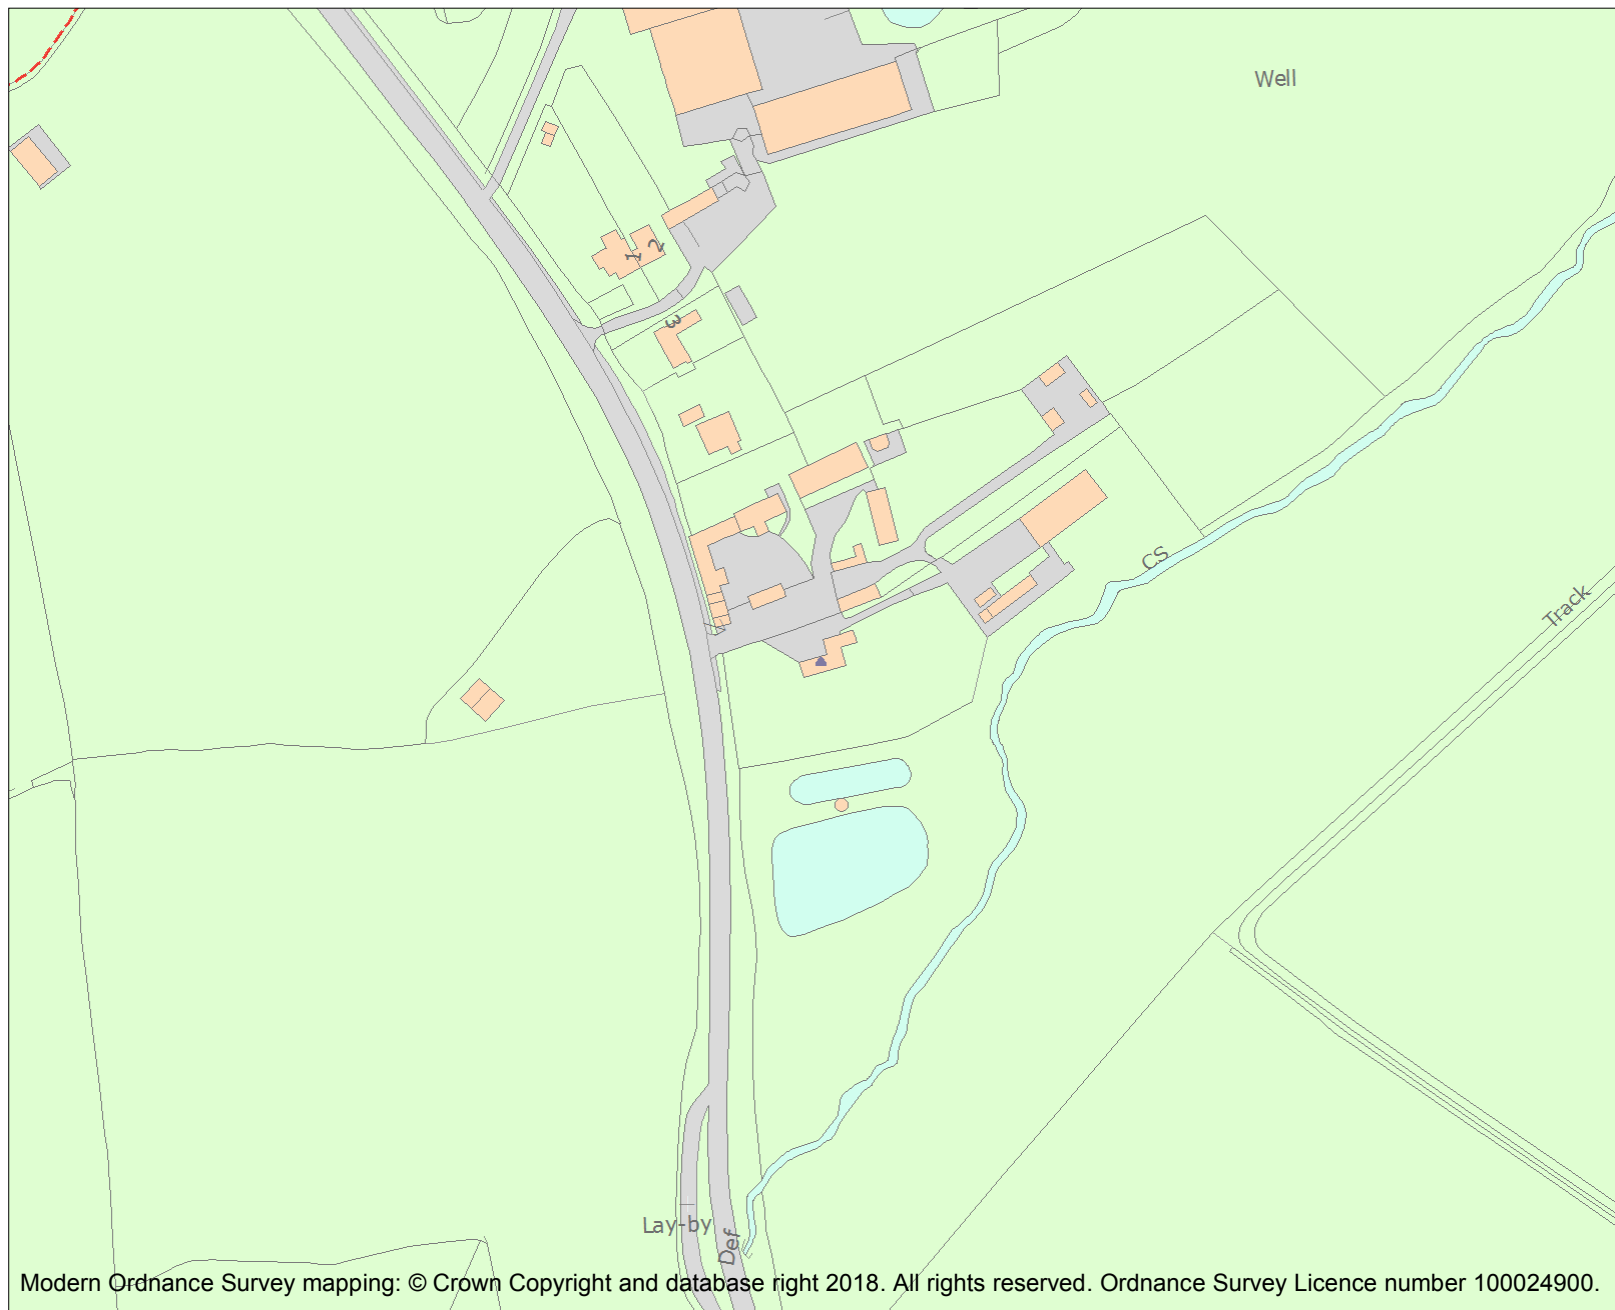 Well
1
2
3
CS
Track
Lay-by
Def
Modern Ordnance Survey mapping: © Crown Copyright and database right 2018. All rights reserved. Ordnance Survey Licence number 100024900.